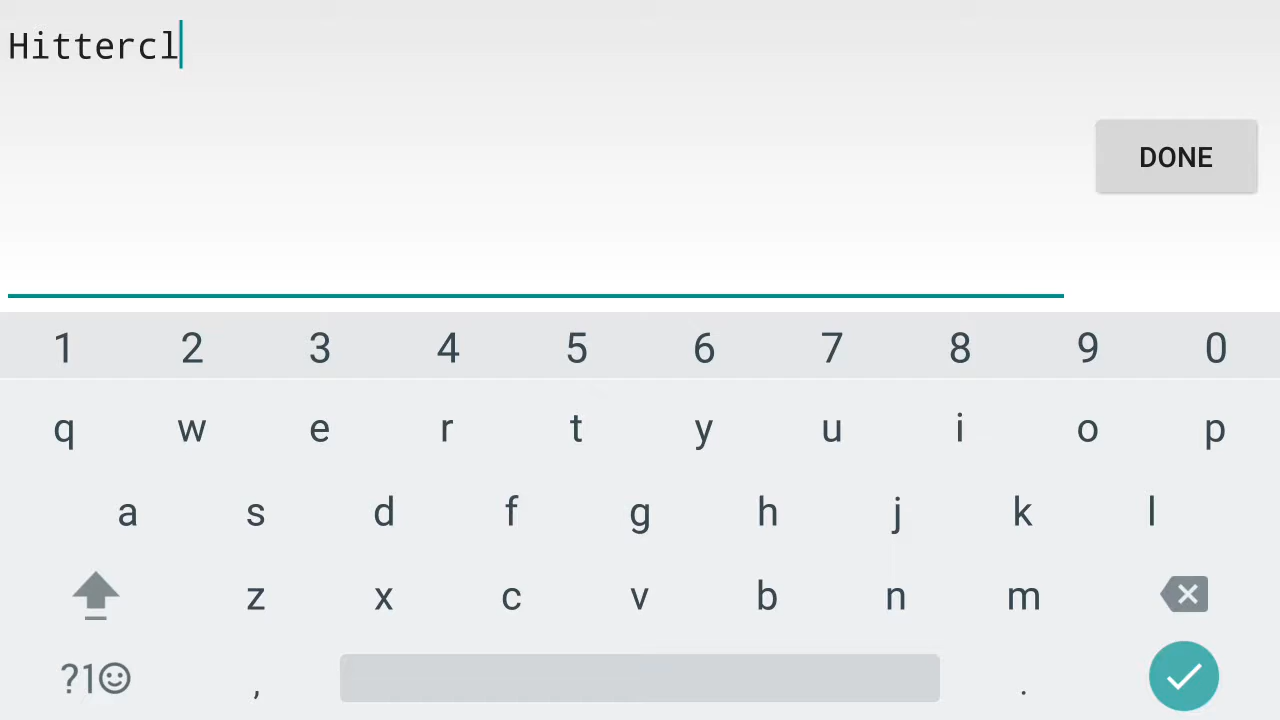 Hittercl
DONE
1 2 3 4 5 6 7 8 9 0
q w e r t y u i o p
a s d f g h j k l
z x c v b n m
?1 , .